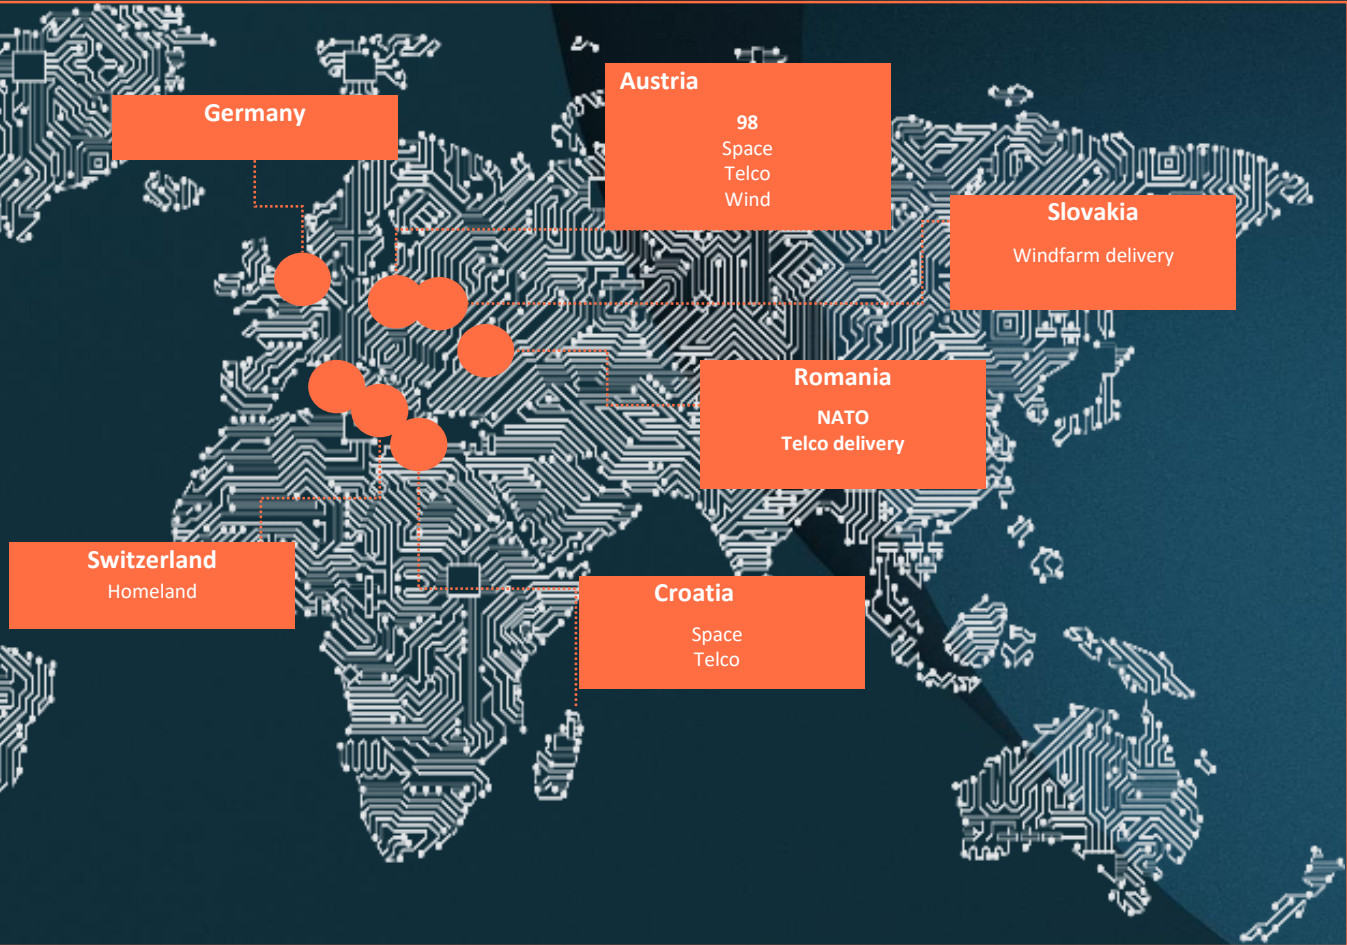 Germany
Austria
98
Space
Telco
Wind
Slovakia
Windfarm delivery
Romania
NATO
Telco delivery
Switzerland
Homeland
Croatia
Space
Telco